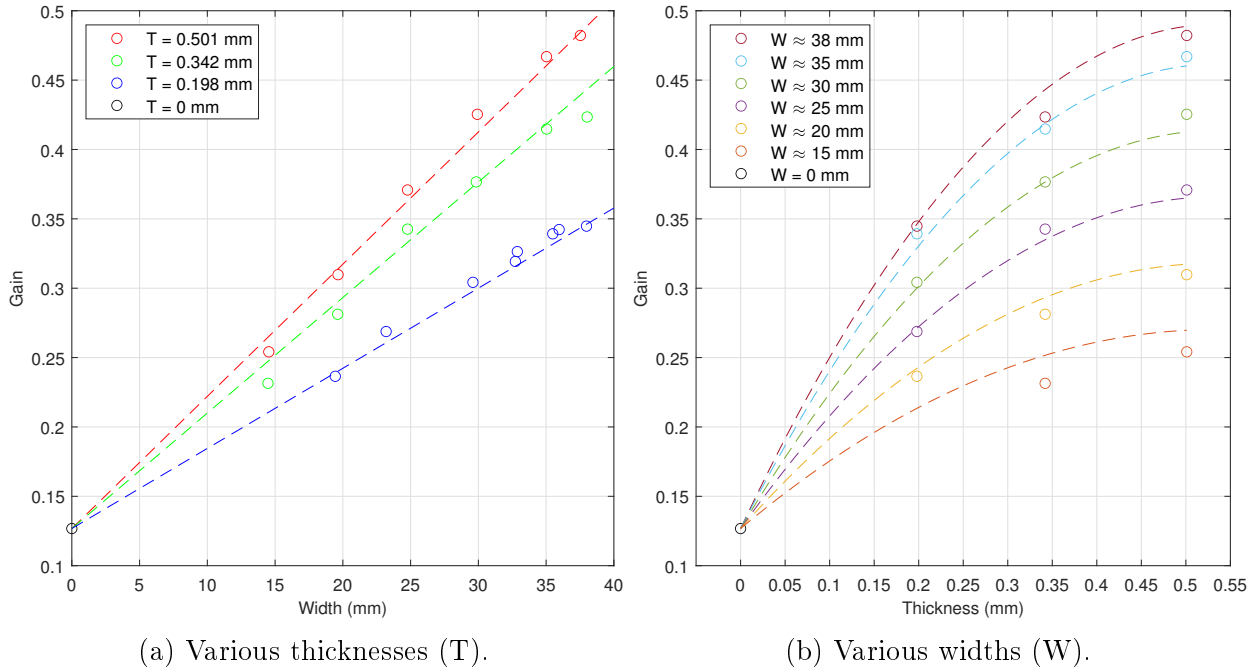 T = 0.501 mm
T = 0.342 mm
T = 0.198 mm
T = 0 mm
0.5
0.45
0.4
0.35
0.3
0.25
0.2
0.15
0.1
Gain
0 5 10 15 20 25 30 35 40
Width (mm)
(a) Various thicknesses (T).
W ≈ 38 mm
W ≈ 35 mm
W ≈ 30 mm
W ≈ 25 mm
W ≈ 20 mm
W ≈ 15 mm
W = 0 mm
0.5
0.45
0.4
0.35
0.3
0.25
0.2
0.15
0.1
Gain
0 0.05 0.1 0.15 0.2 0.25 0.3 0.35 0.4 0.45 0.5 0.55
Thickness (mm)
(b) Various widths (W).